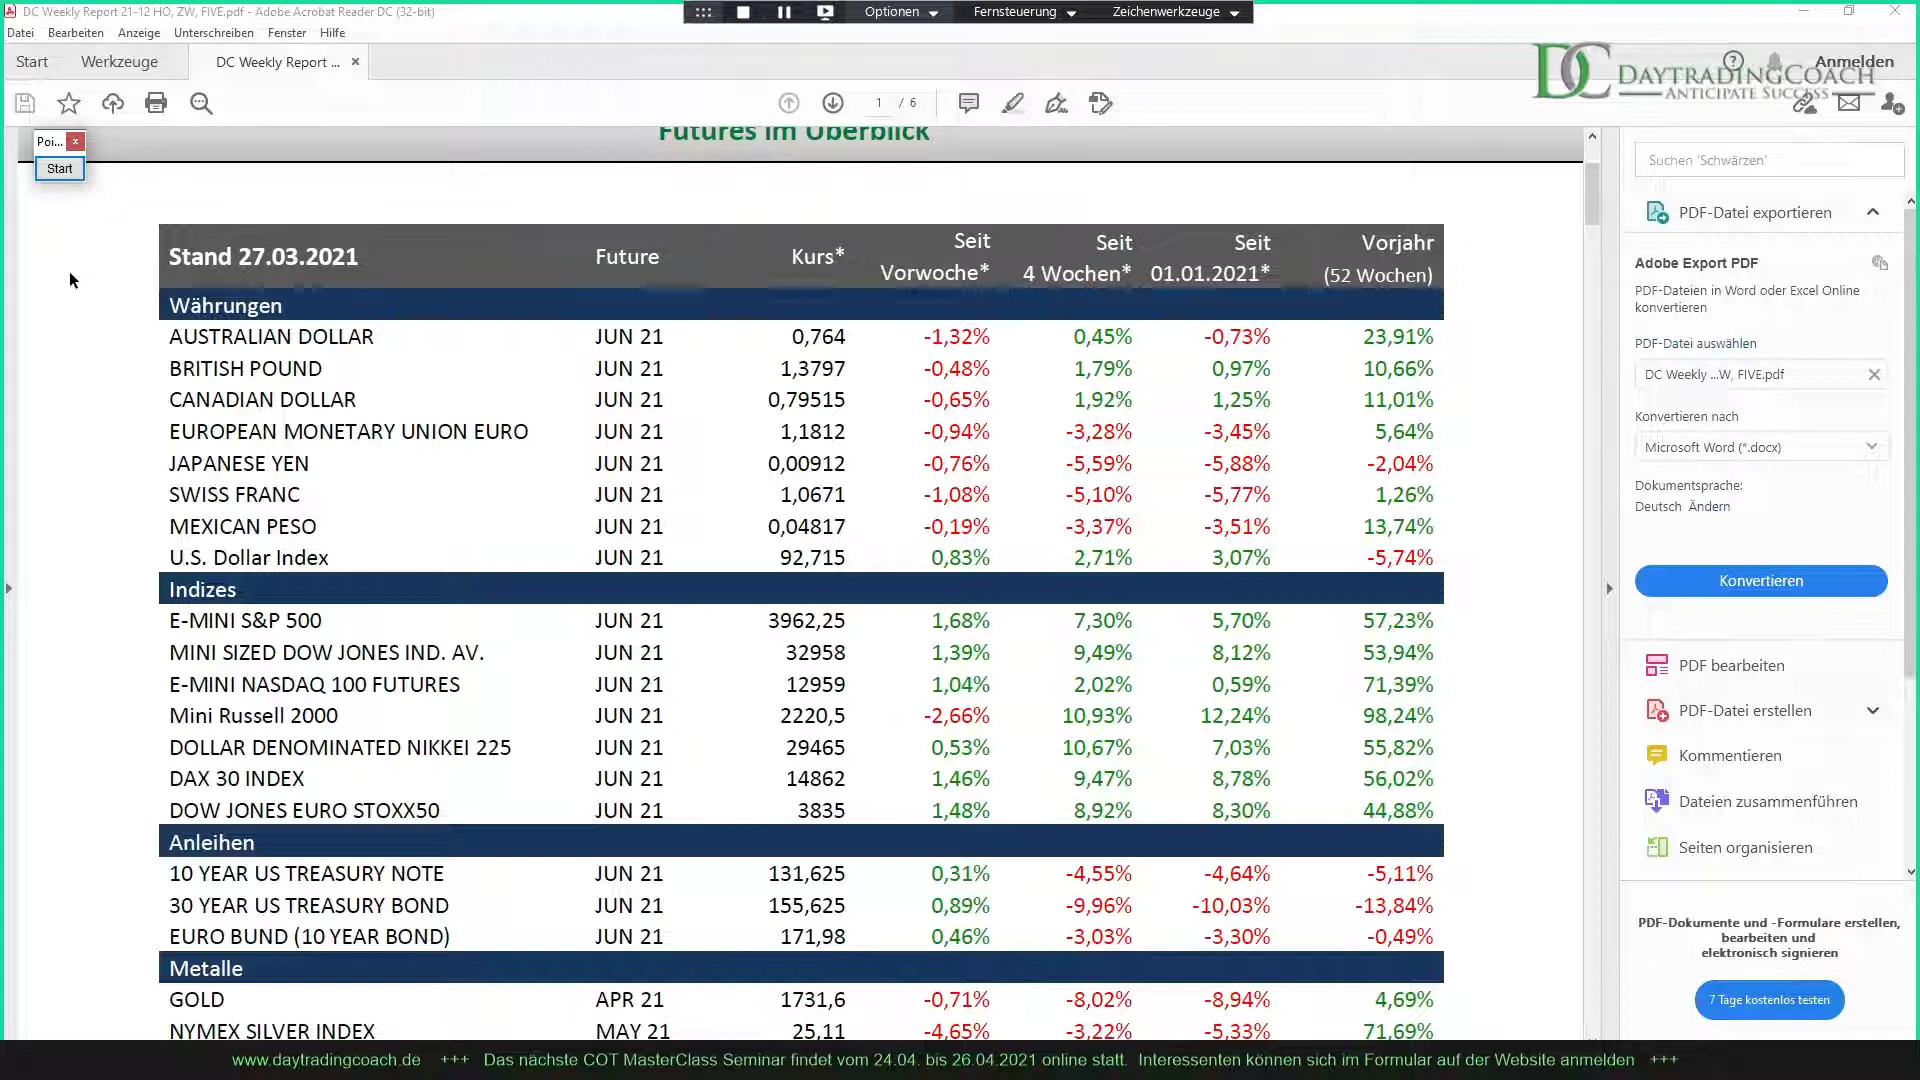 DC Weekly Report 21-12 HO, ZW, FIVE.pdf - Adobe Acrobat Reader DC (32-bit)
Optionen Fernsteuerung Zeichenwerkzeuge
Datei Bearbeiten Anzeige Unterschreiben Fenster Hilfe
Start Werkzeuge DC Weekly Report ... × Anmelden
DC DAYTRADINGCOACH
ANTICIPATE SUCCESS
1 / 6
Futures im Überblick
Poi... x
Start
Stand 27.03.2021 Future Kurs* Seit Vorwoche* Seit 4 Wochen* Seit 01.01.2021* Vorjahr (52 Wochen)
Währungen
AUSTRALIAN DOLLAR JUN 21 0,764 -1,32% 0,45% -0,73% 23,91%
BRITISH POUND JUN 21 1,3797 -0,48% 1,79% 0,97% 10,66%
CANADIAN DOLLAR JUN 21 0,79515 -0,65% 1,92% 1,25% 11,01%
EUROPEAN MONETARY UNION EURO JUN 21 1,1812 -0,94% -3,28% -3,45% 5,64%
JAPANESE YEN JUN 21 0,00912 -0,76% -5,59% -5,88% -2,04%
SWISS FRANC JUN 21 1,0671 -1,08% -5,10% -5,77% 1,26%
MEXICAN PESO JUN 21 0,04817 -0,19% -3,37% -3,51% 13,74%
U.S. Dollar Index JUN 21 92,715 0,83% 2,71% 3,07% -5,74%
Indizes
E-MINI S&P 500 JUN 21 3962,25 1,68% 7,30% 5,70% 57,23%
MINI SIZED DOW JONES IND. AV. JUN 21 32958 1,39% 9,49% 8,12% 53,94%
E-MINI NASDAQ 100 FUTURES JUN 21 12959 1,04% 2,02% 0,59% 71,39%
Mini Russell 2000 JUN 21 2220,5 -2,66% 10,93% 12,24% 98,24%
DOLLAR DENOMINATED NIKKEI 225 JUN 21 29465 0,53% 10,67% 7,03% 55,82%
DAX 30 INDEX JUN 21 14862 1,46% 9,47% 8,78% 56,02%
DOW JONES EURO STOXX50 JUN 21 3835 1,48% 8,92% 8,30% 44,88%
Anleihen
10 YEAR US TREASURY NOTE JUN 21 131,625 0,31% -4,55% -4,64% -5,11%
30 YEAR US TREASURY BOND JUN 21 155,625 0,89% -9,96% -10,03% -13,84%
EURO BUND (10 YEAR BOND) JUN 21 171,98 0,46% -3,03% -3,30% -0,49%
Metalle
GOLD APR 21 1731,6 -0,71% -8,02% -8,94% 4,69%
NYMEX SILVER INDEX MAY 21 25,11 -4,65% -3,22% -5,33% 71,69%
Suchen 'Schwärzen'
PDF-Datei exportieren
Adobe Export PDF
PDF-Dateien in Word oder Excel Online
konvertieren
PDF-Datei auswählen
DC Weekly ...W, FIVE.pdf
Konvertieren nach
Microsoft Word (*.docx)
Dokumentsprache:
Deutsch Ändern
Konvertieren
PDF bearbeiten
PDF-Datei erstellen
Kommentieren
Dateien zusammenführen
Seiten organisieren
PDF-Dokumente und -Formulare erstellen,
bearbeiten und
elektronisch signieren
7 Tage kostenlos testen
www.daytradingcoach.de +++ Das nächste COT MasterClass Seminar findet vom 24.04. bis 26.04.2021 online statt. Interessenten können sich im Formular auf der Website anmelden +++